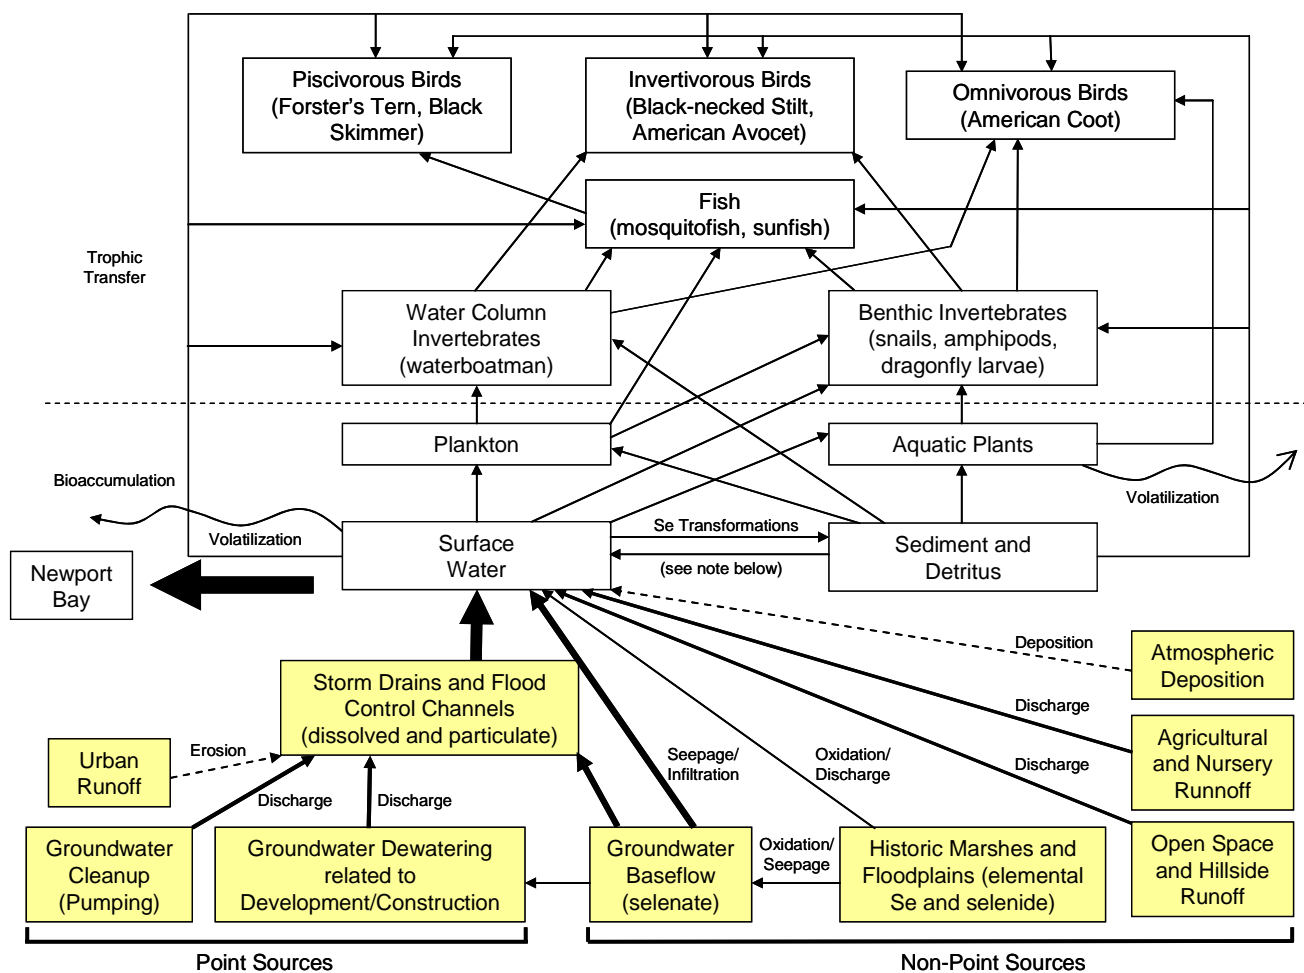 Piscivorous Birds
(Forster's Tern, Black
Skimmer)
Invertivorous Birds
(Black-necked Stilt,
American Avocet)
Omnivorous Birds
(American Coot)
Fish
(mosquitofish, sunfish)
Trophic
Transfer
Water Column
Invertebrates
(waterboatman)
Benthic Invertebrates
(snails, amphipods,
dragonfly larvae)
Plankton
Aquatic Plants
Bioaccumulation
Volatilization
Volatilization
Surface
Water
Se Transformations
(see note below)
Sediment and
Detritus
Newport
Bay
Deposition
Atmospheric
Deposition
Storm Drains and Flood
Control Channels
(dissolved and particulate)
Discharge
Agricultural
and Nursery
Runnoff
Urban
Runoff
Erosion
Seepage/
Infiltration
Oxidation/
Discharge
Discharge
Discharge
Discharge
Groundwater
Cleanup
(Pumping)
Groundwater Dewatering
related to
Development/Construction
Groundwater
Baseflow
(selenate)
Oxidation/
Seepage
Historic Marshes and
Floodplains (elemental
Se and selenide)
Open Space
and Hillside
Runoff
Point Sources
Non-Point Sources